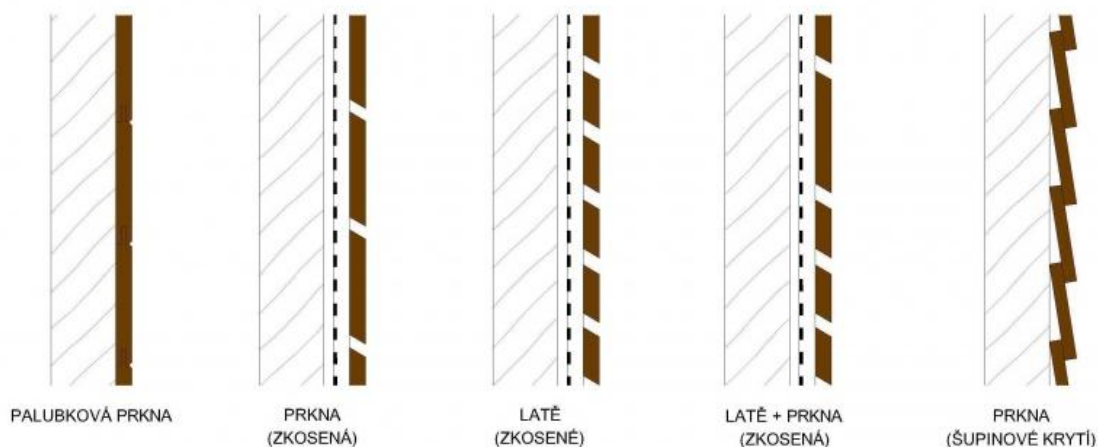 PALUBKOVÁ PRKNA
PRKNA
(ZKOSENÁ)
LATĚ
(ZKOSENÉ)
LATĚ + PRKNA
(ZKOSENÁ)
PRKNA
(ŠUPINOVÉ KRYTÍ)